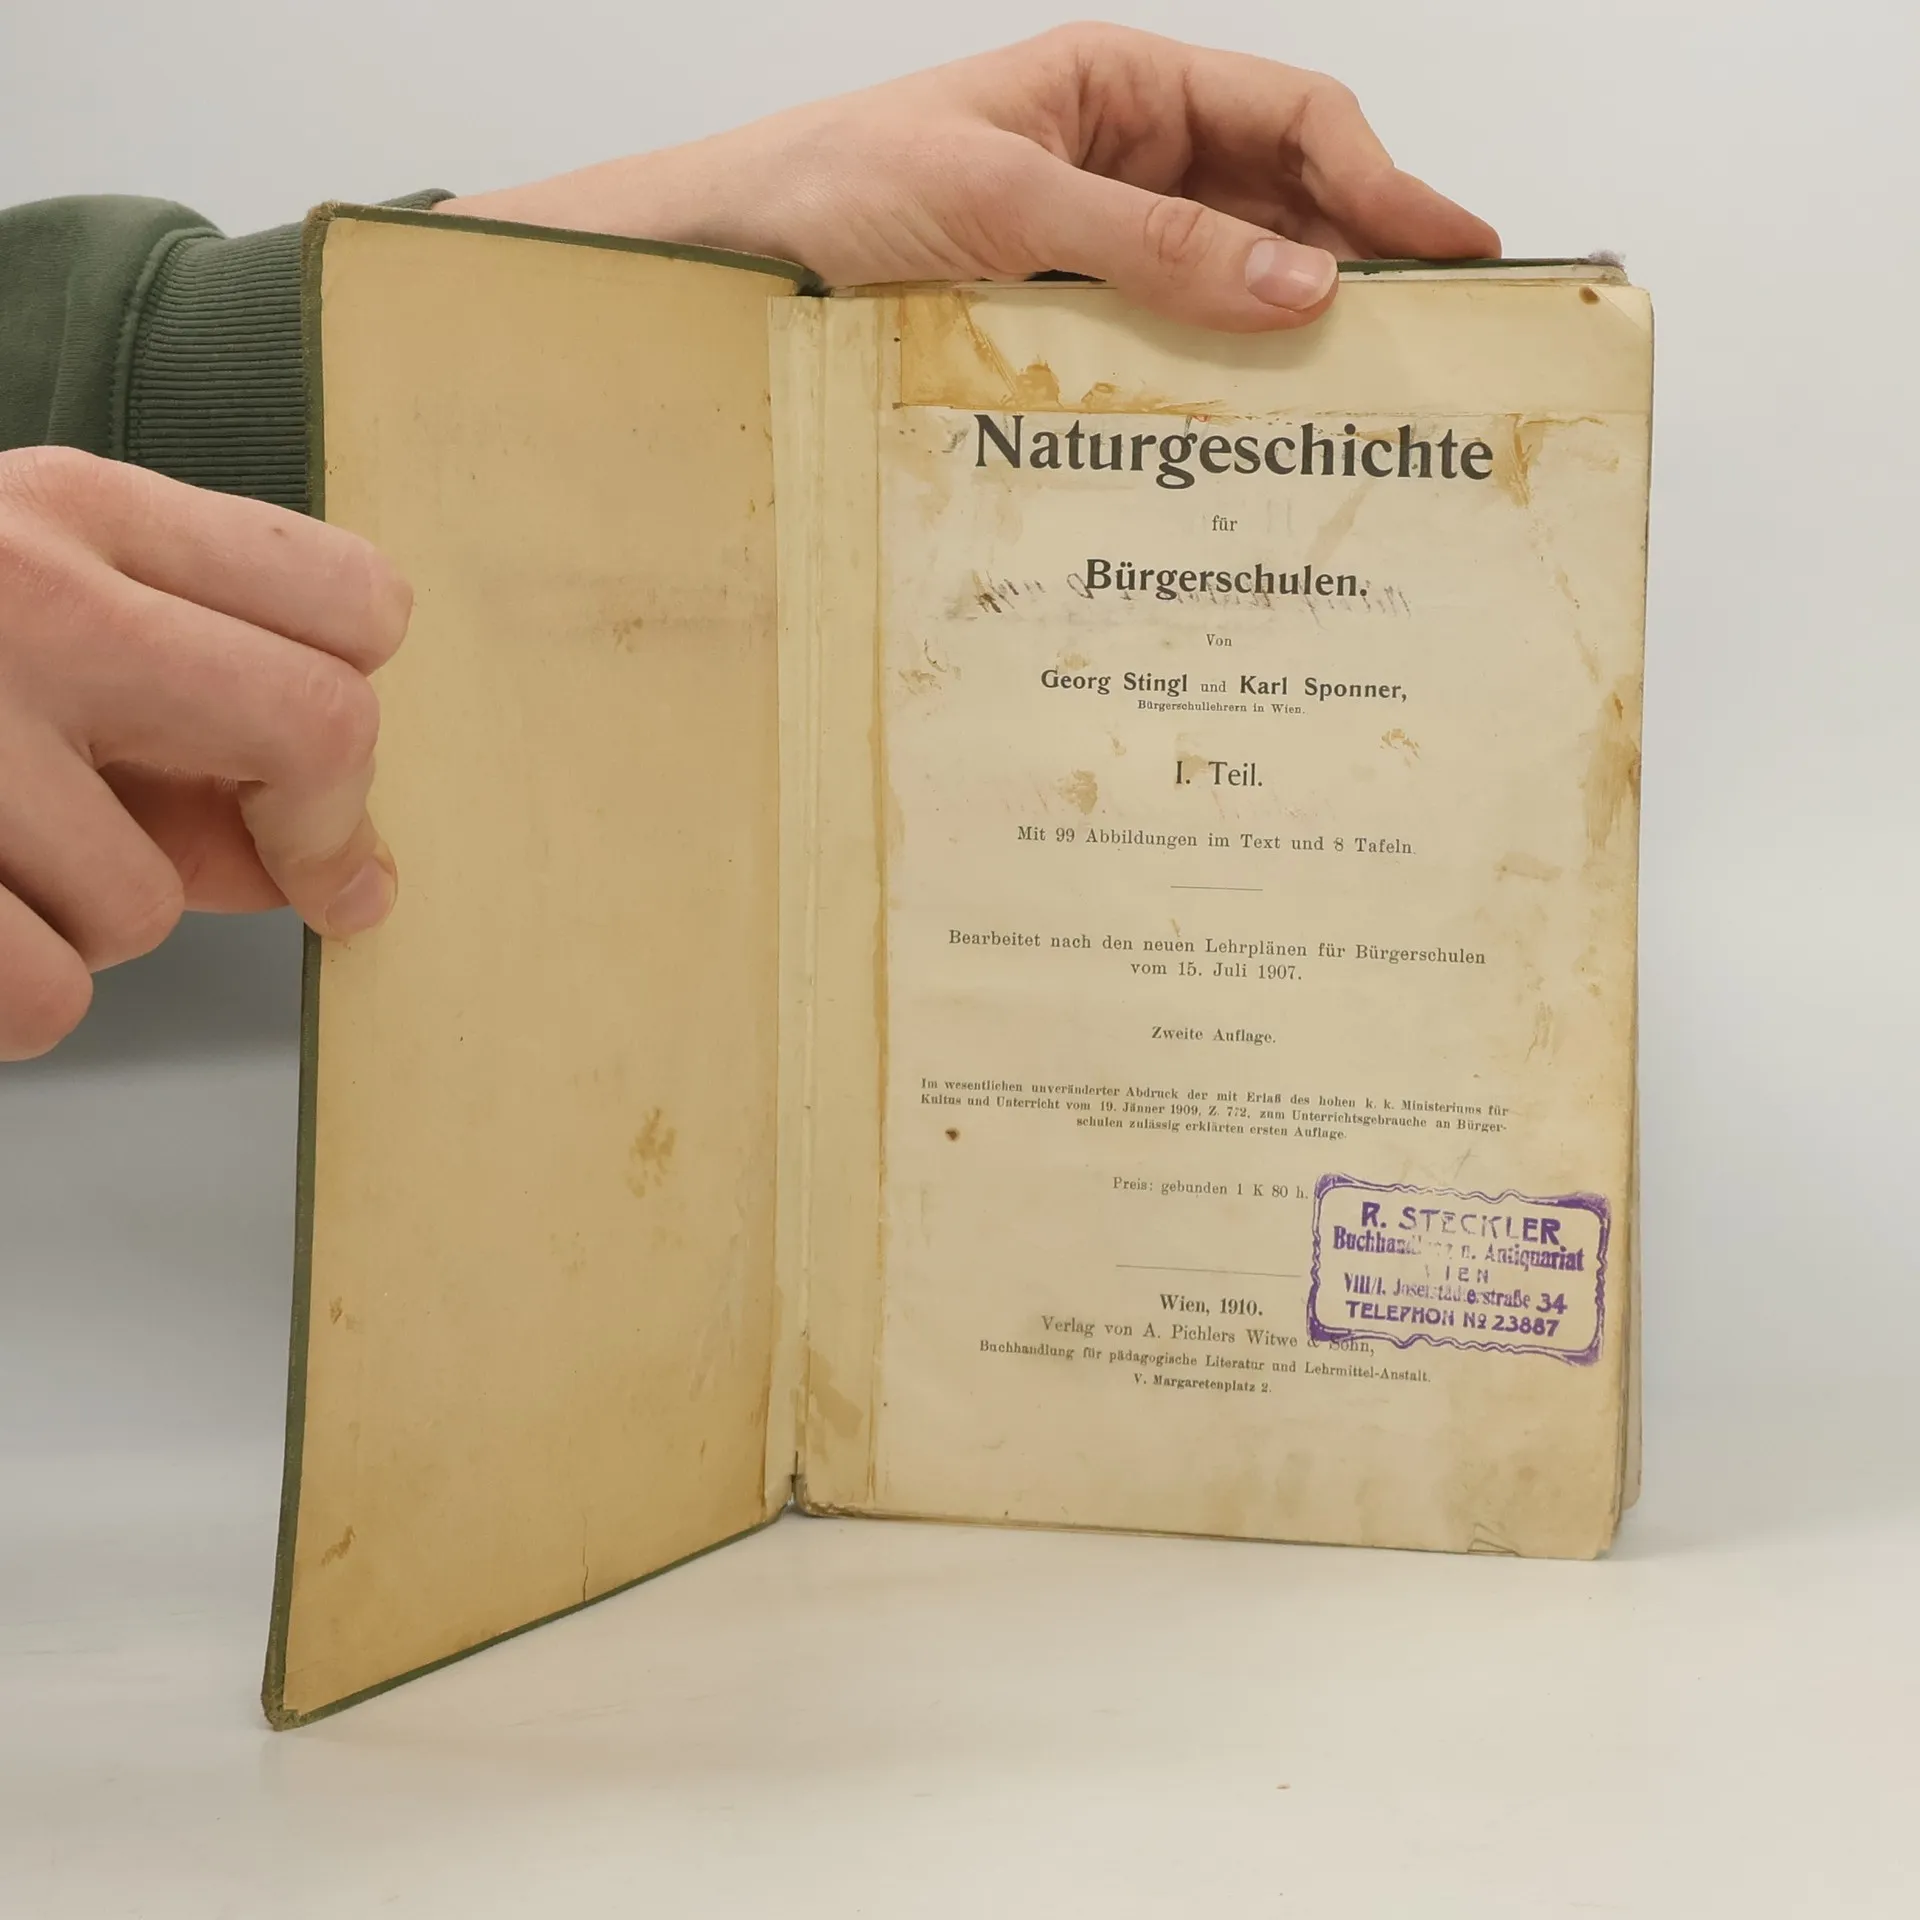 Naturgeschichte
für
Bürgerschulen.
Von
Georg Stingl und Karl Sponner,
Bürgerschullehrern in Wien.
I. Teil.
Mit 99 Abbildungen im Text und 8 Tafeln.
Bearbeitet nach den neuen Lehrplänen für Bürgerschulen
vom 15. Juli 1907.
Zweite Auflage.
Im wesentlichen unveränderter Abdruck der mit Erlaß des hohen k. k. Ministeriums für
Kultus und Unterricht vom 19. Jänner 1909, Z. 772, zum Unterrichtsgebrauche an Bürger-
schulen zulässig erklärten ersten Auflage.
Preis: gebunden 1 K 80 h.
R. STECKLER
Buchhandlung u. Antiquariat
WIEN
VIII/1. Josefstädterstraße 34
TELEPHON № 23887
Wien, 1910.
Verlag von A. Pichlers Witwe & Sohn,
Buchhandlung für pädagogische Literatur und Lehrmittel-Anstalt.
V. Margaretenplatz 2.